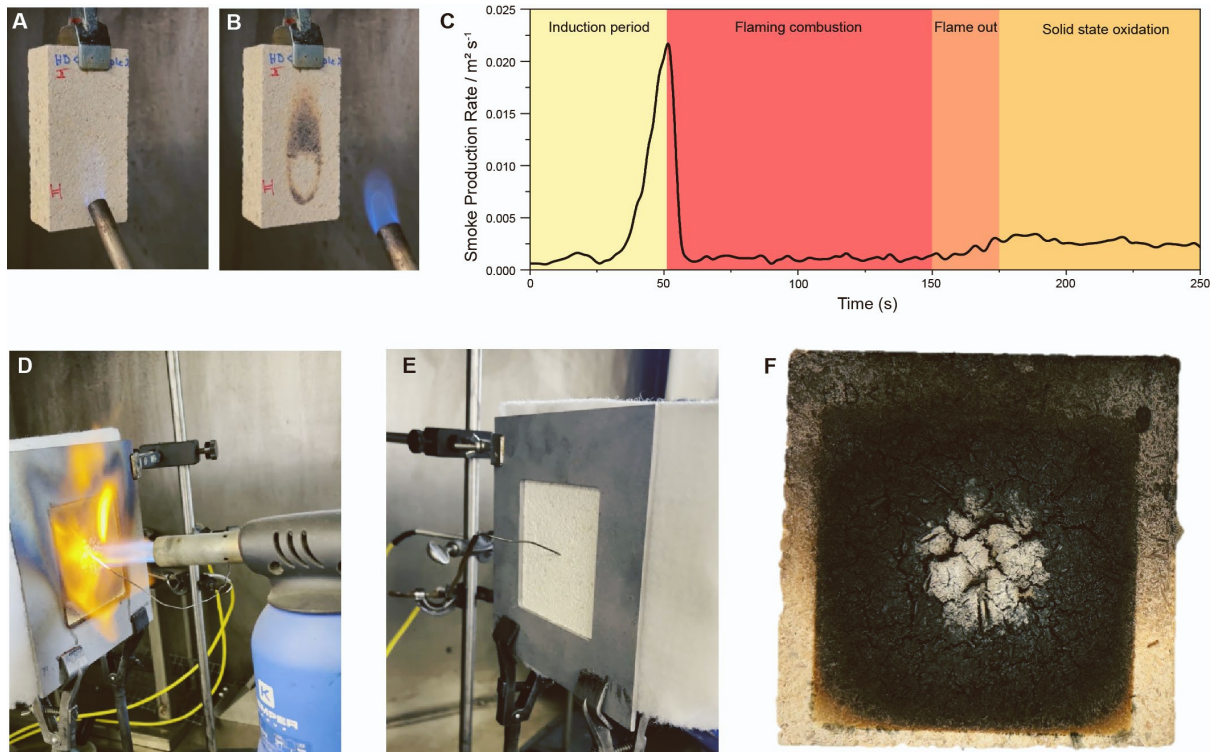 A
B
C
Induction period
Flaming combustion
Flame out
Solid state oxidation
Smoke Production Rate / m² s⁻¹
0.025
0.020
0.015
0.010
0.005
0.000
0
50
100
150
200
250
Time (s)
D
E
F
K